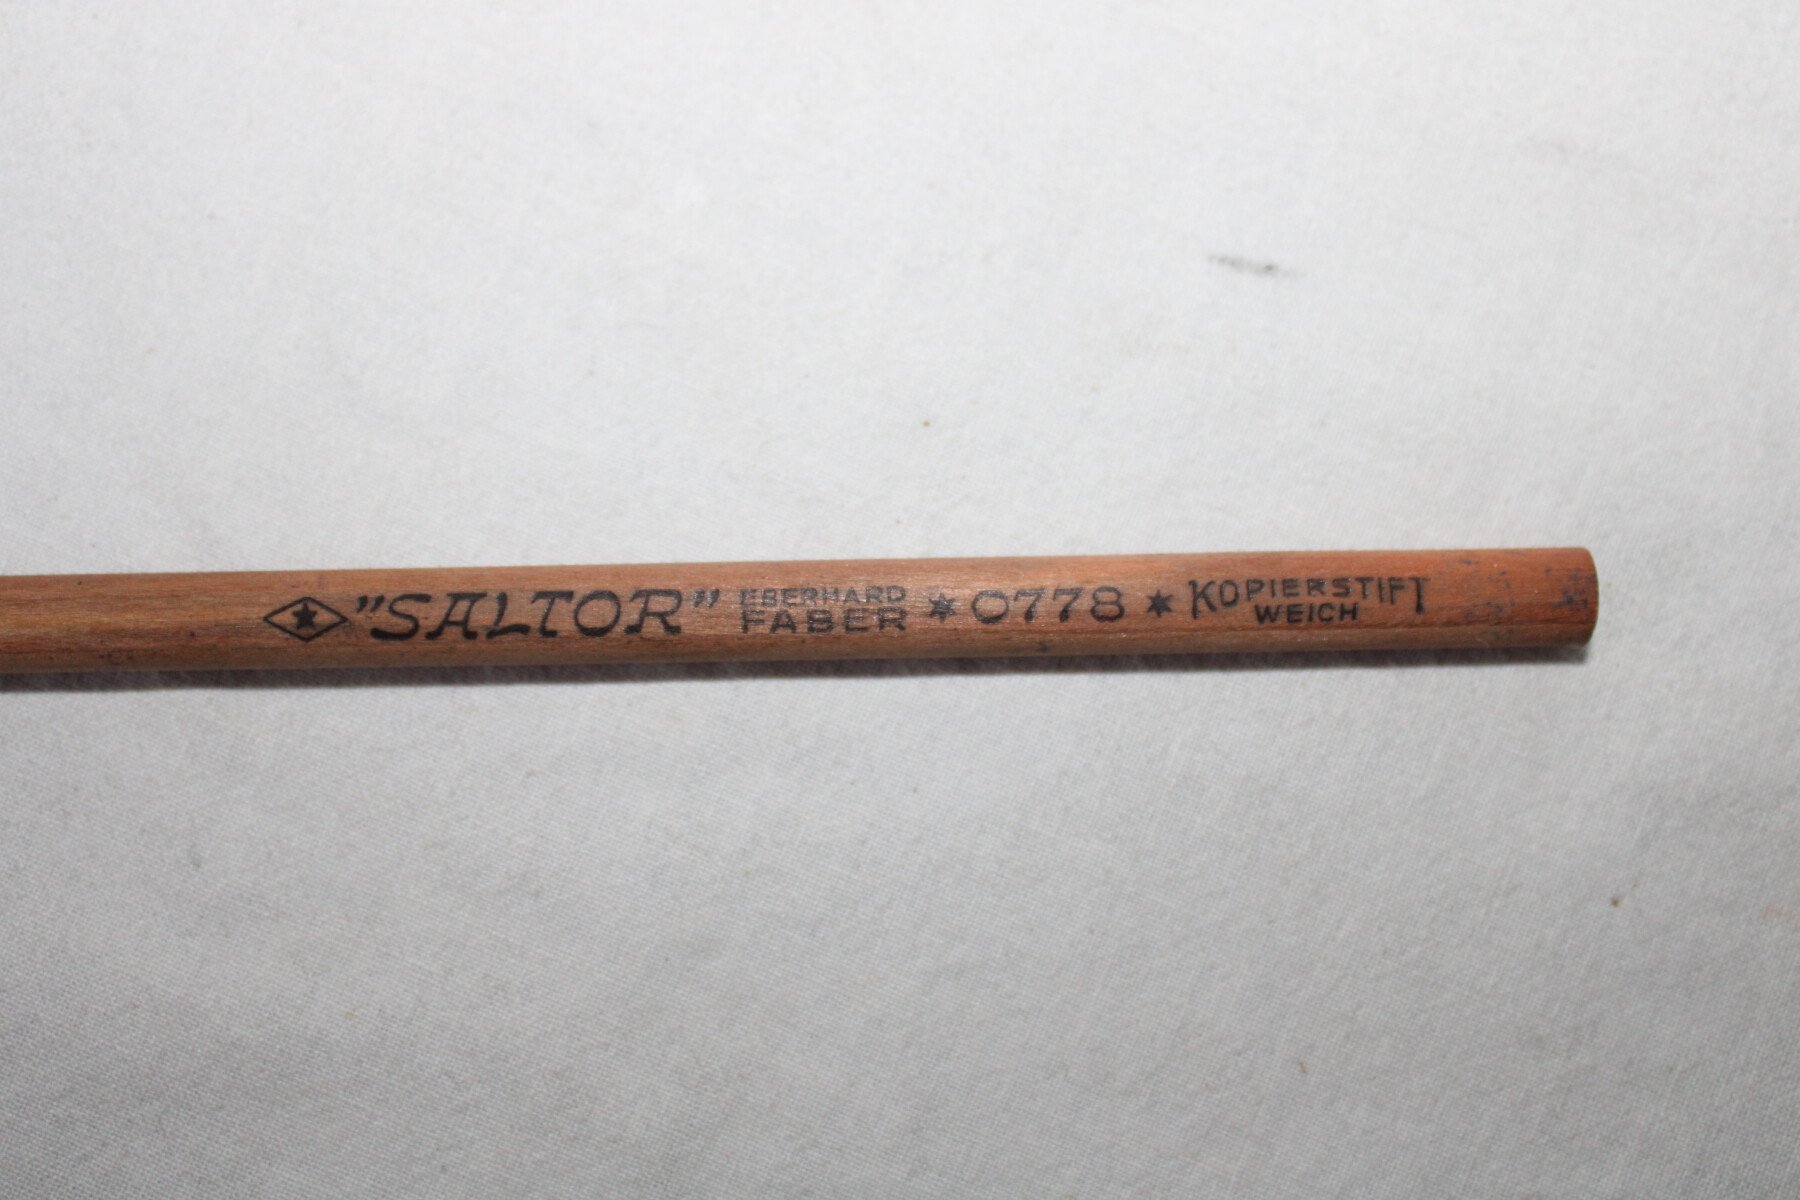 "SALTOR" EBERHARD FABER ★ 0778 ★ KOPIERSTIFT WEICH